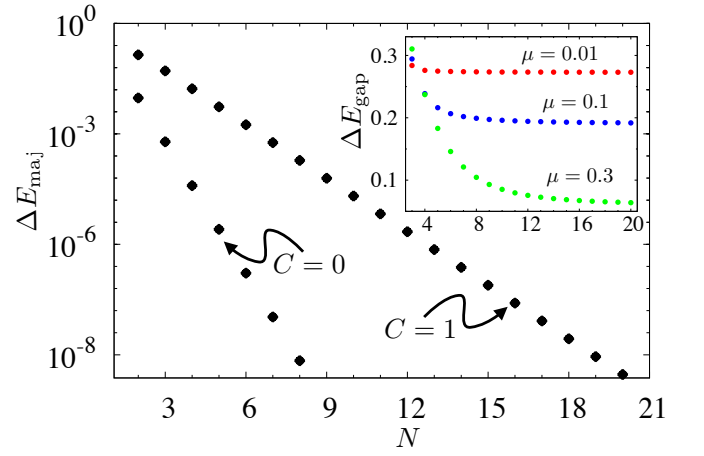 10^0
10^{-3}
10^{-6}
10^{-8}
ΔE_maj
3 6 9 12 15 18 21
N
C = 0
C = 1
0.3
0.2
0.1
ΔE_gap
4 8 12 16 20
μ = 0.01
μ = 0.1
μ = 0.3